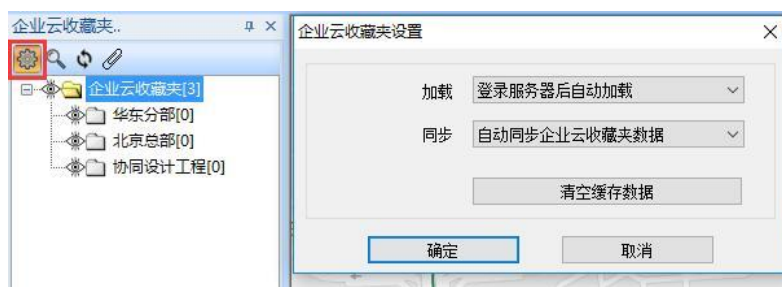 企业云收藏夹..
企业云收藏夹[3]
华东分部[0]
北京总部[0]
协同设计工程[0]
企业云收藏夹设置
加载 登录服务器后自动加载
同步 自动同步企业云收藏夹数据
清空缓存数据
确定 取消